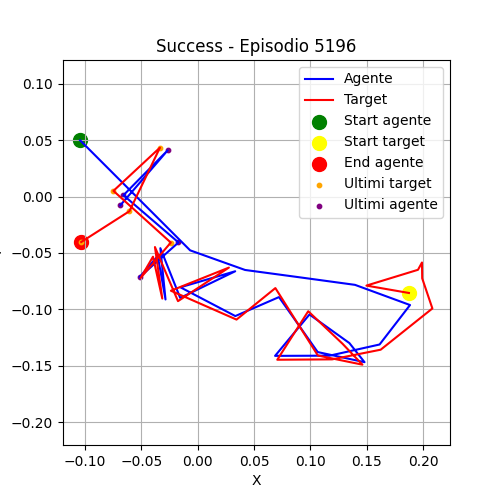 Success - Episodio 5196
Agente
Target
Start agente
Start target
End agente
Ultimi target
Ultimi agente
0.10
0.05
0.00
−0.05
−0.10
−0.15
−0.20
−0.10
−0.05
0.00
0.05
0.10
0.15
0.20
X